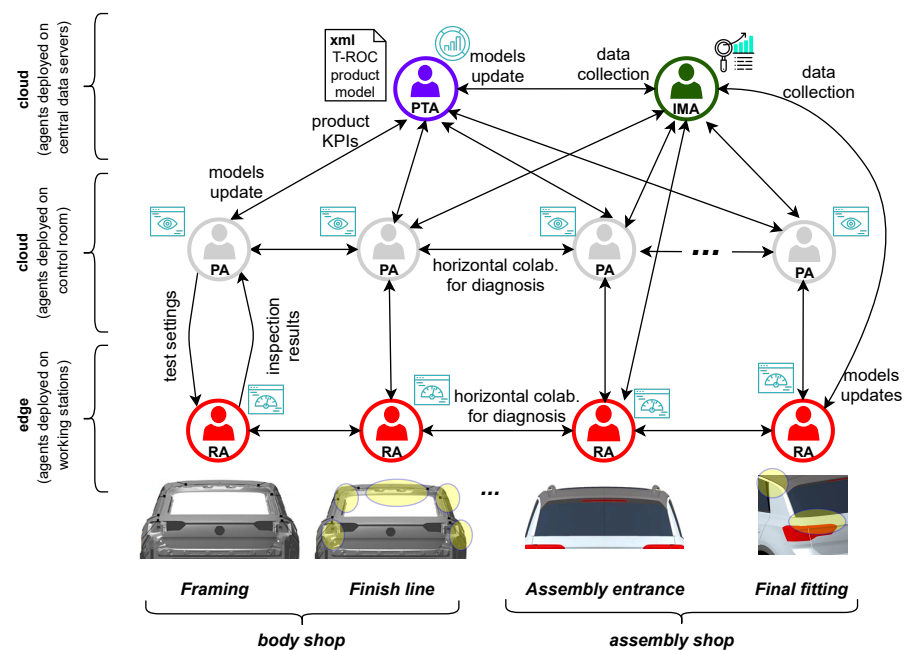 cloud
(agents deployed on
central data servers)
xml
T-ROC
product
model
models
update
data
collection
data
collection
PTA
IMA
product
KPIs
cloud
(agents deployed on
control room)
models
update
PA
PA
PA
...
PA
horizontal colab.
for diagnosis
test settings
inspection
results
edge
(agents deployed on
working stations)
horizontal colab.
for diagnosis
models
updates
RA
RA
RA
RA
...
Framing
Finish line
Assembly entrance
Final fitting
body shop
assembly shop